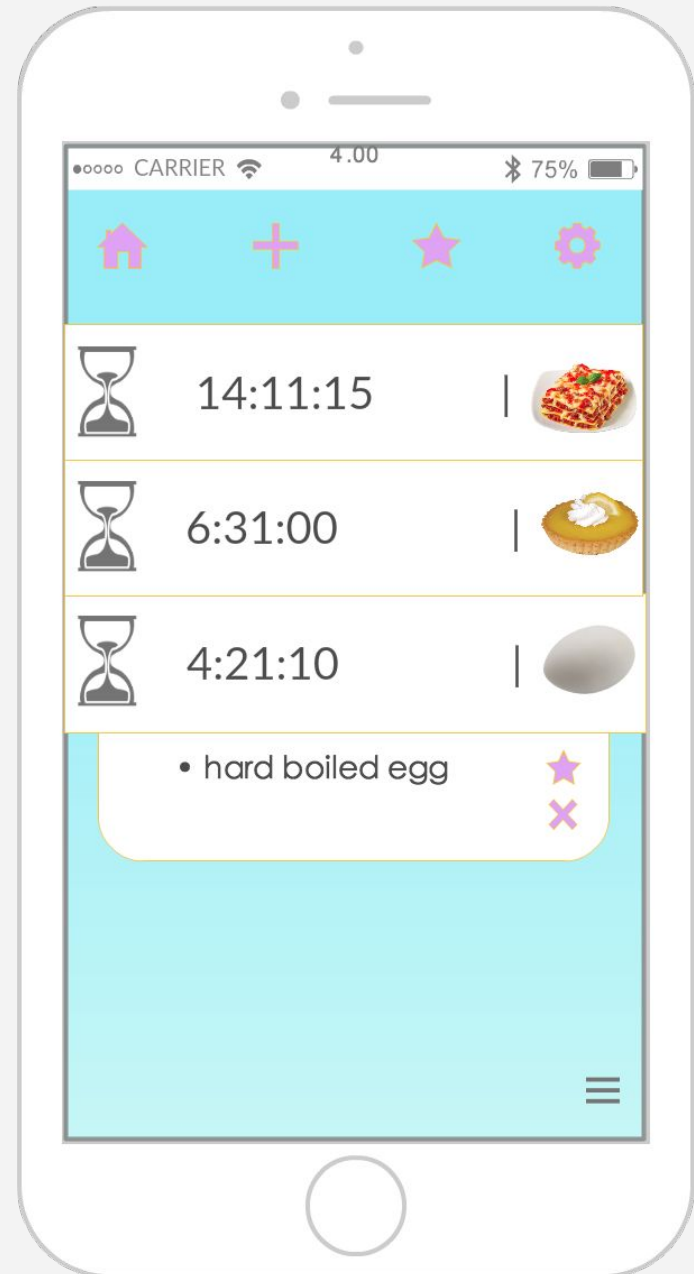 4.00
CARRIER 75%
14:11:15 |
6:31:00 |
4:21:10 |
• hard boiled egg